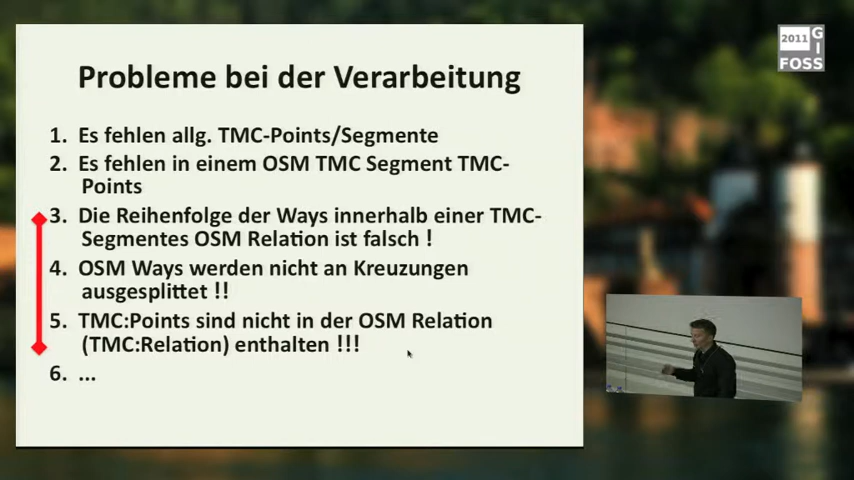 Probleme bei der Verarbeitung
1. Es fehlen allg. TMC-Points/Segmente
2. Es fehlen in einem OSM TMC Segment TMC-
Points
3. Die Reihenfolge der Ways innerhalb einer TMC-
Segmentes OSM Relation ist falsch !
4. OSM Ways werden nicht an Kreuzungen
ausgesplittet !!
5. TMC:Points sind nicht in der OSM Relation
(TMC:Relation) enthalten !!!
6. ...
2011 G
I
FOSS